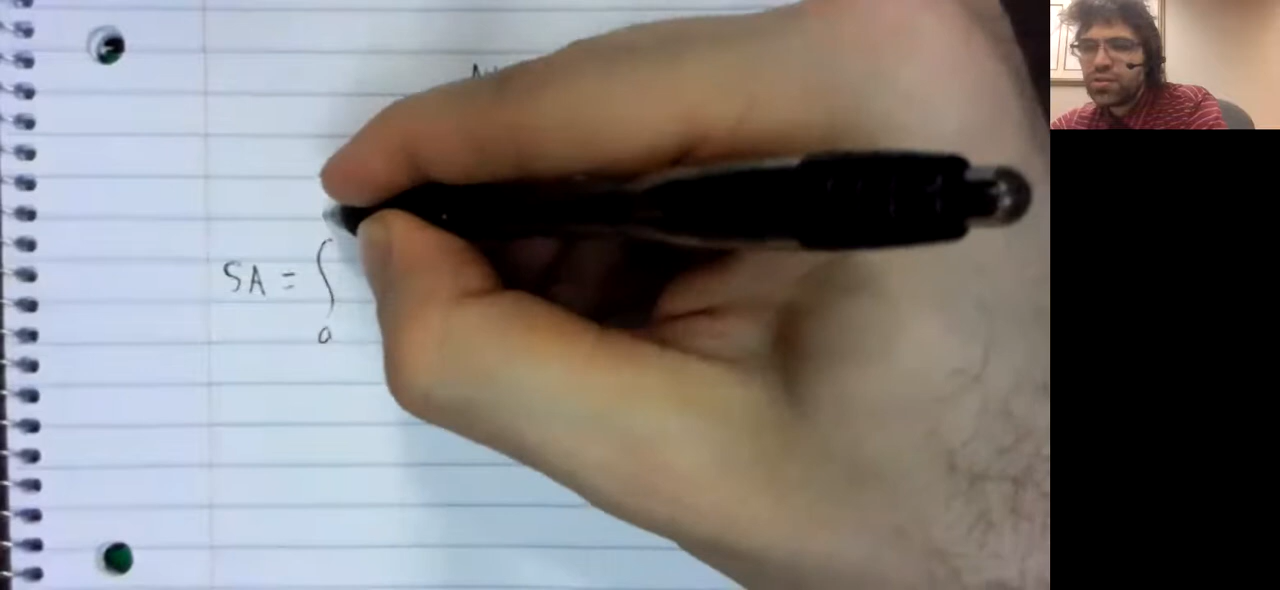 SA = ∫
0